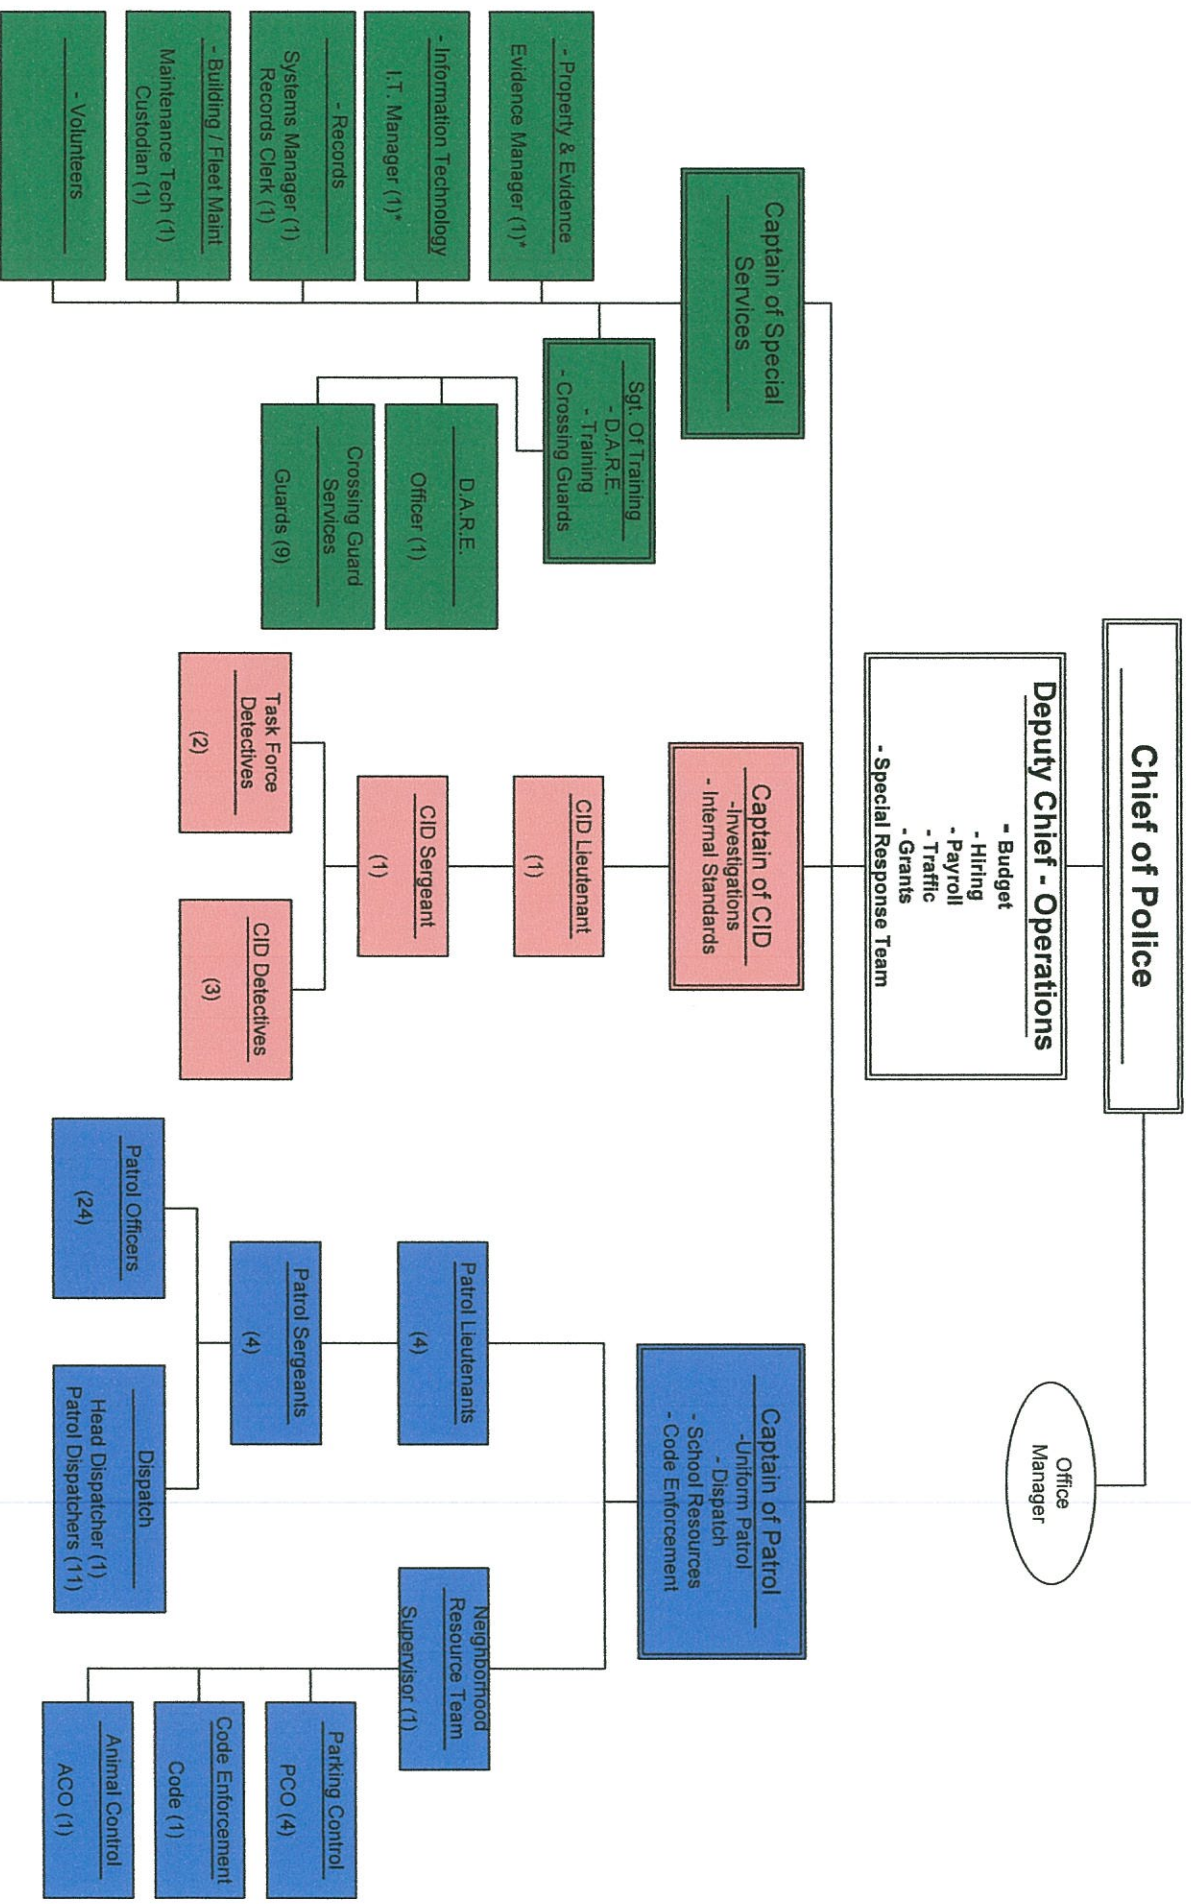 Chief of Police
Office
Manager
Deputy Chief - Operations
- Budget
- Hiring
- Payroll
- Traffic
- Grants
- Special Response Team
Captain of Special
Services
Captain of CID
-Investigations
- Internal Standards
Captain of Patrol
-Uniform Patrol
- Dispatch
- School Resources
- Code Enforcement
- Property & Evidence
Evidence Manager (1)*
- Information Technology
I.T. Manager (1)*
- Records
Systems Manager (1)
Records Clerk (1)
- Building / Fleet Maint
Maintenance Tech (1)
Custodian (1)
- Volunteers
Sgt. Of Training
- D.A.R.E.
- Training
- Crossing Guards
D.A.R.E.
Officer (1)
Crossing Guard
Services
Guards (9)
CID Lieutenant
(1)
CID Sergeant
(1)
Task Force
Detectives
(2)
CID Detectives
(3)
Patrol Lieutenants
(4)
Patrol Sergeants
(4)
Patrol Officers
(24)
Dispatch
Head Dispatcher (1)
Patrol Dispatchers (11)
Neighborhood
Resource Team
Supervisor (1)
Parking Control
PCO (4)
Code Enforcement
Code (1)
Animal Control
ACO (1)